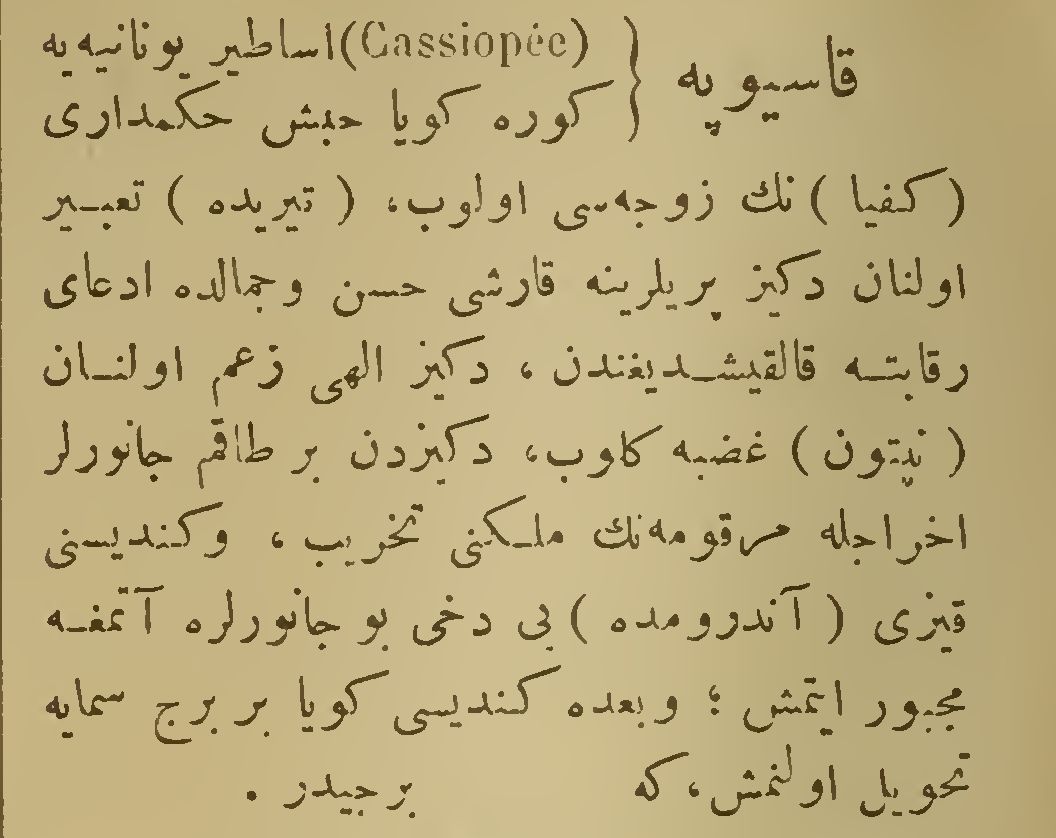 قاسیوپه { (Cassiopée) اساطیر یونانیه‌یه
کوره کویا حبش حکمداری
( کفیا ) نك زوجه‌سی اولوب، ( تیریده ) تعبیر
اولنان دکیز پریلرینه قارشی حسن وجمالده ادعای
رقابته قالقیشدیغندن ، دکیز الهی زعم اولنان
( نپتون ) غضبه کلوب، دکیزدن بر طاقم جانورلر
اخراجله مرقومه‌نك ملکنی تخریب ، وکندیسنی
قیزی ( آندرومده ) یی دخی بو جانورلره آتمغه
مجبور ایتمش ؛ وبعده کندیسی کویا بر برج سمایه
تحویل اولنمش، که برجیدر .